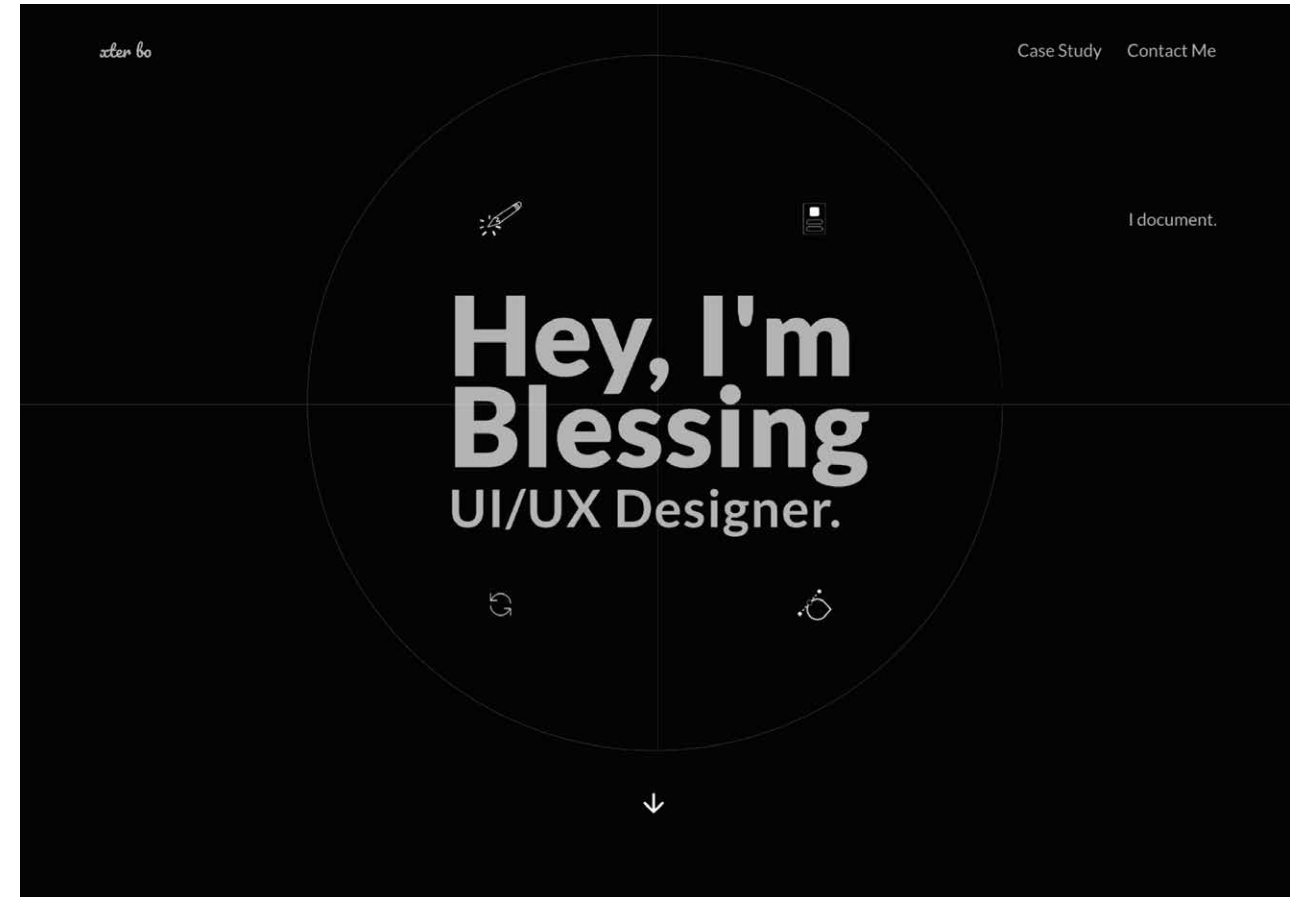 xter bo
Case Study Contact Me
I document.
Hey, I'm
Blessing
UI/UX Designer.